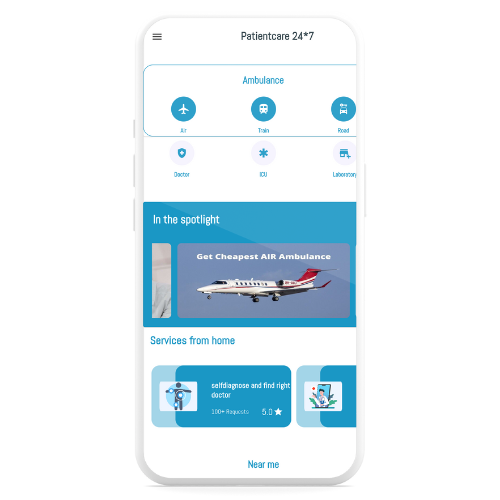 Patientcare 24*7
Ambulance
Air Train Road
Doctor ICU Laboratory
In the spotlight
Get Cheapest AIR Ambulance
Services from home
selfdiagnose and find right
doctor
100+ Requests 5.0
Near me